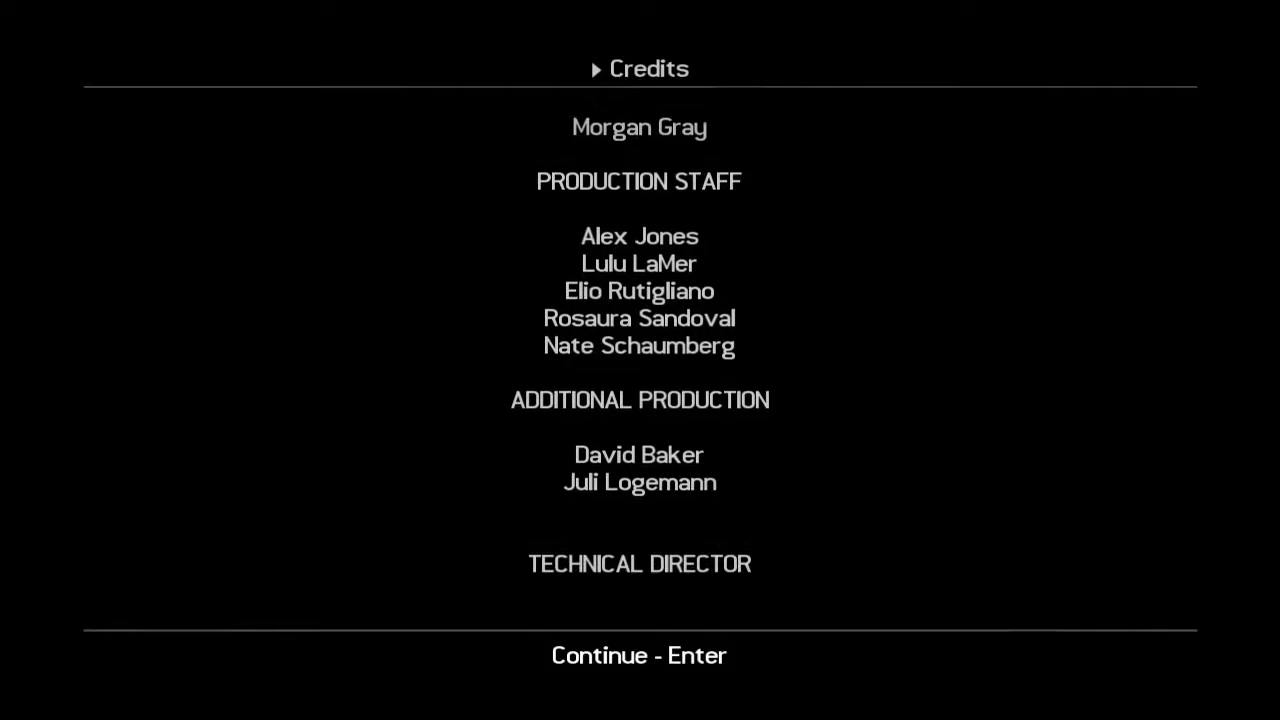 Credits
Morgan Gray
PRODUCTION STAFF
Alex Jones
Lulu LaMer
Elio Rutigliano
Rosaura Sandoval
Nate Schaumberg
ADDITIONAL PRODUCTION
David Baker
Juli Logemann
TECHNICAL DIRECTOR
Continue - Enter